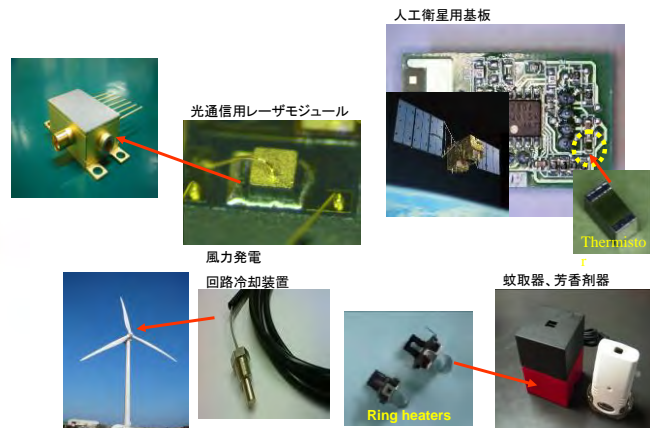 人工衛星用基板
光通信用レーザモジュール
Thermisto
r
風力発電
回路冷却装置
蚊取器、芳香剤器
Ring heaters